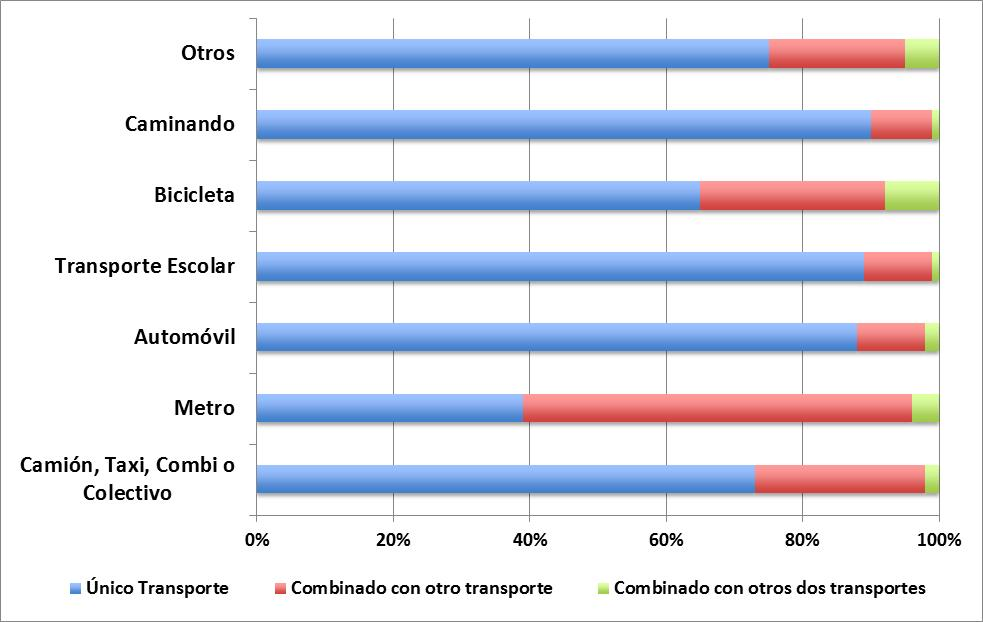 Otros
Caminando
Bicicleta
Transporte Escolar
Automóvil
Metro
Camión, Taxi, Combi o
Colectivo
0% 20% 40% 60% 80% 100%
Único Transporte Combinado con otro transporte Combinado con otros dos transportes